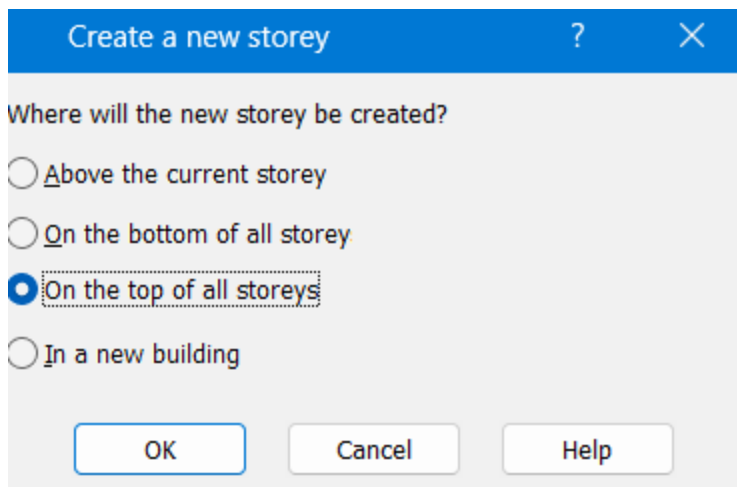 Create a new storey ?
Where will the new storey be created?
Above the current storey
On the bottom of all storey
On the top of all storeys
In a new building
OK Cancel Help